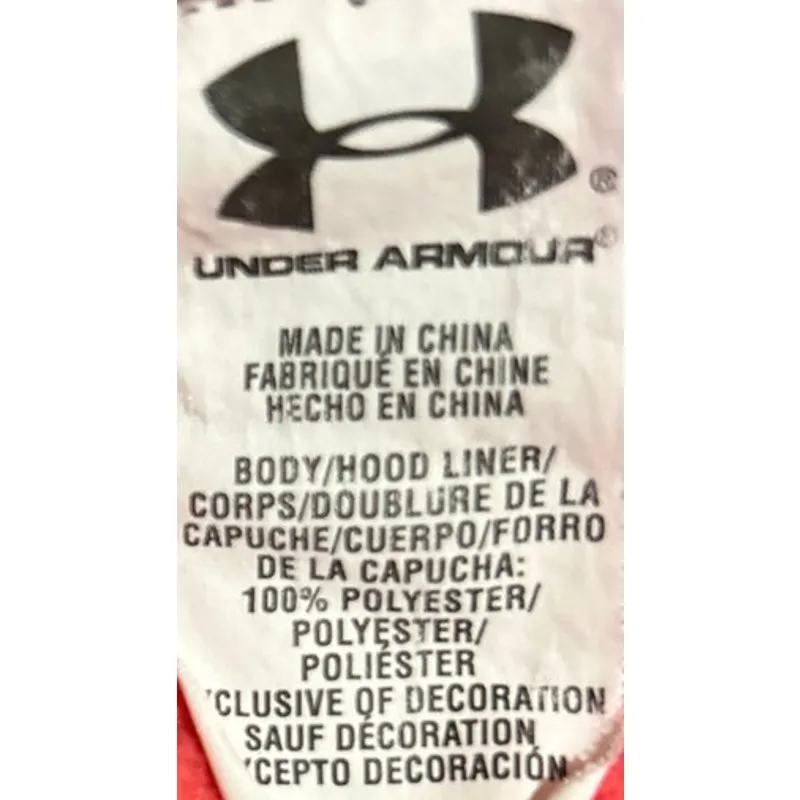 ®
UNDER ARMOUR®
MADE IN CHINA
FABRIQUÉ EN CHINE
HECHO EN CHINA
BODY/HOOD LINER/
CORPS/DOUBLURE DE LA
CAPUCHE/CUERPO/FORRO
DE LA CAPUCHA:
100% POLYESTER/
POLYESTER/
POLIÉSTER
'CLUSIVE OF DECORATION
SAUF DÉCORATION
'CEPTO DECORACIÓN